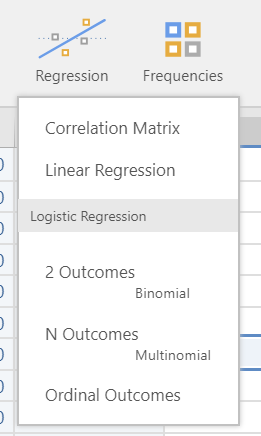 Regression Frequencies
Correlation Matrix
Linear Regression
Logistic Regression
2 Outcomes
Binomial
N Outcomes
Multinomial
Ordinal Outcomes